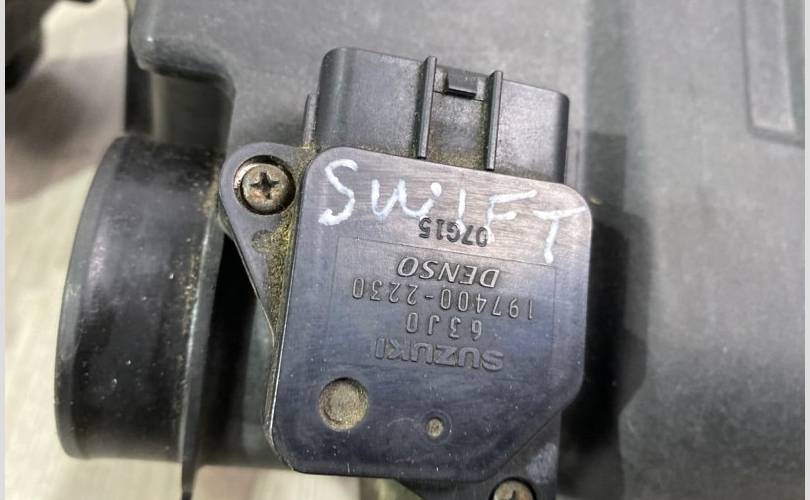 SWIFT
SUZUKI
63J0
197400-2230
DENSO
07G15